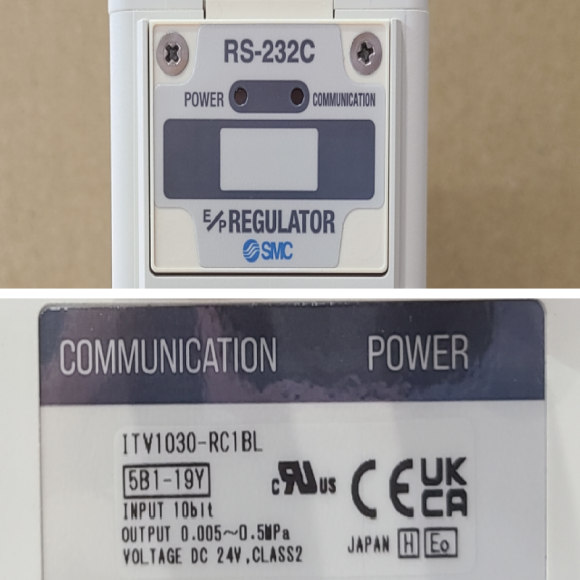 RS-232C
POWER COMMUNICATION
E/P REGULATOR
SMC
COMMUNICATION POWER
ITV1030-RC1BL
5B1-19Y
INPUT 10bit
OUTPUT 0.005~0.5MPa
VOLTAGE DC 24V,CLASS2
c RU US CE UK CA
JAPAN H Eo